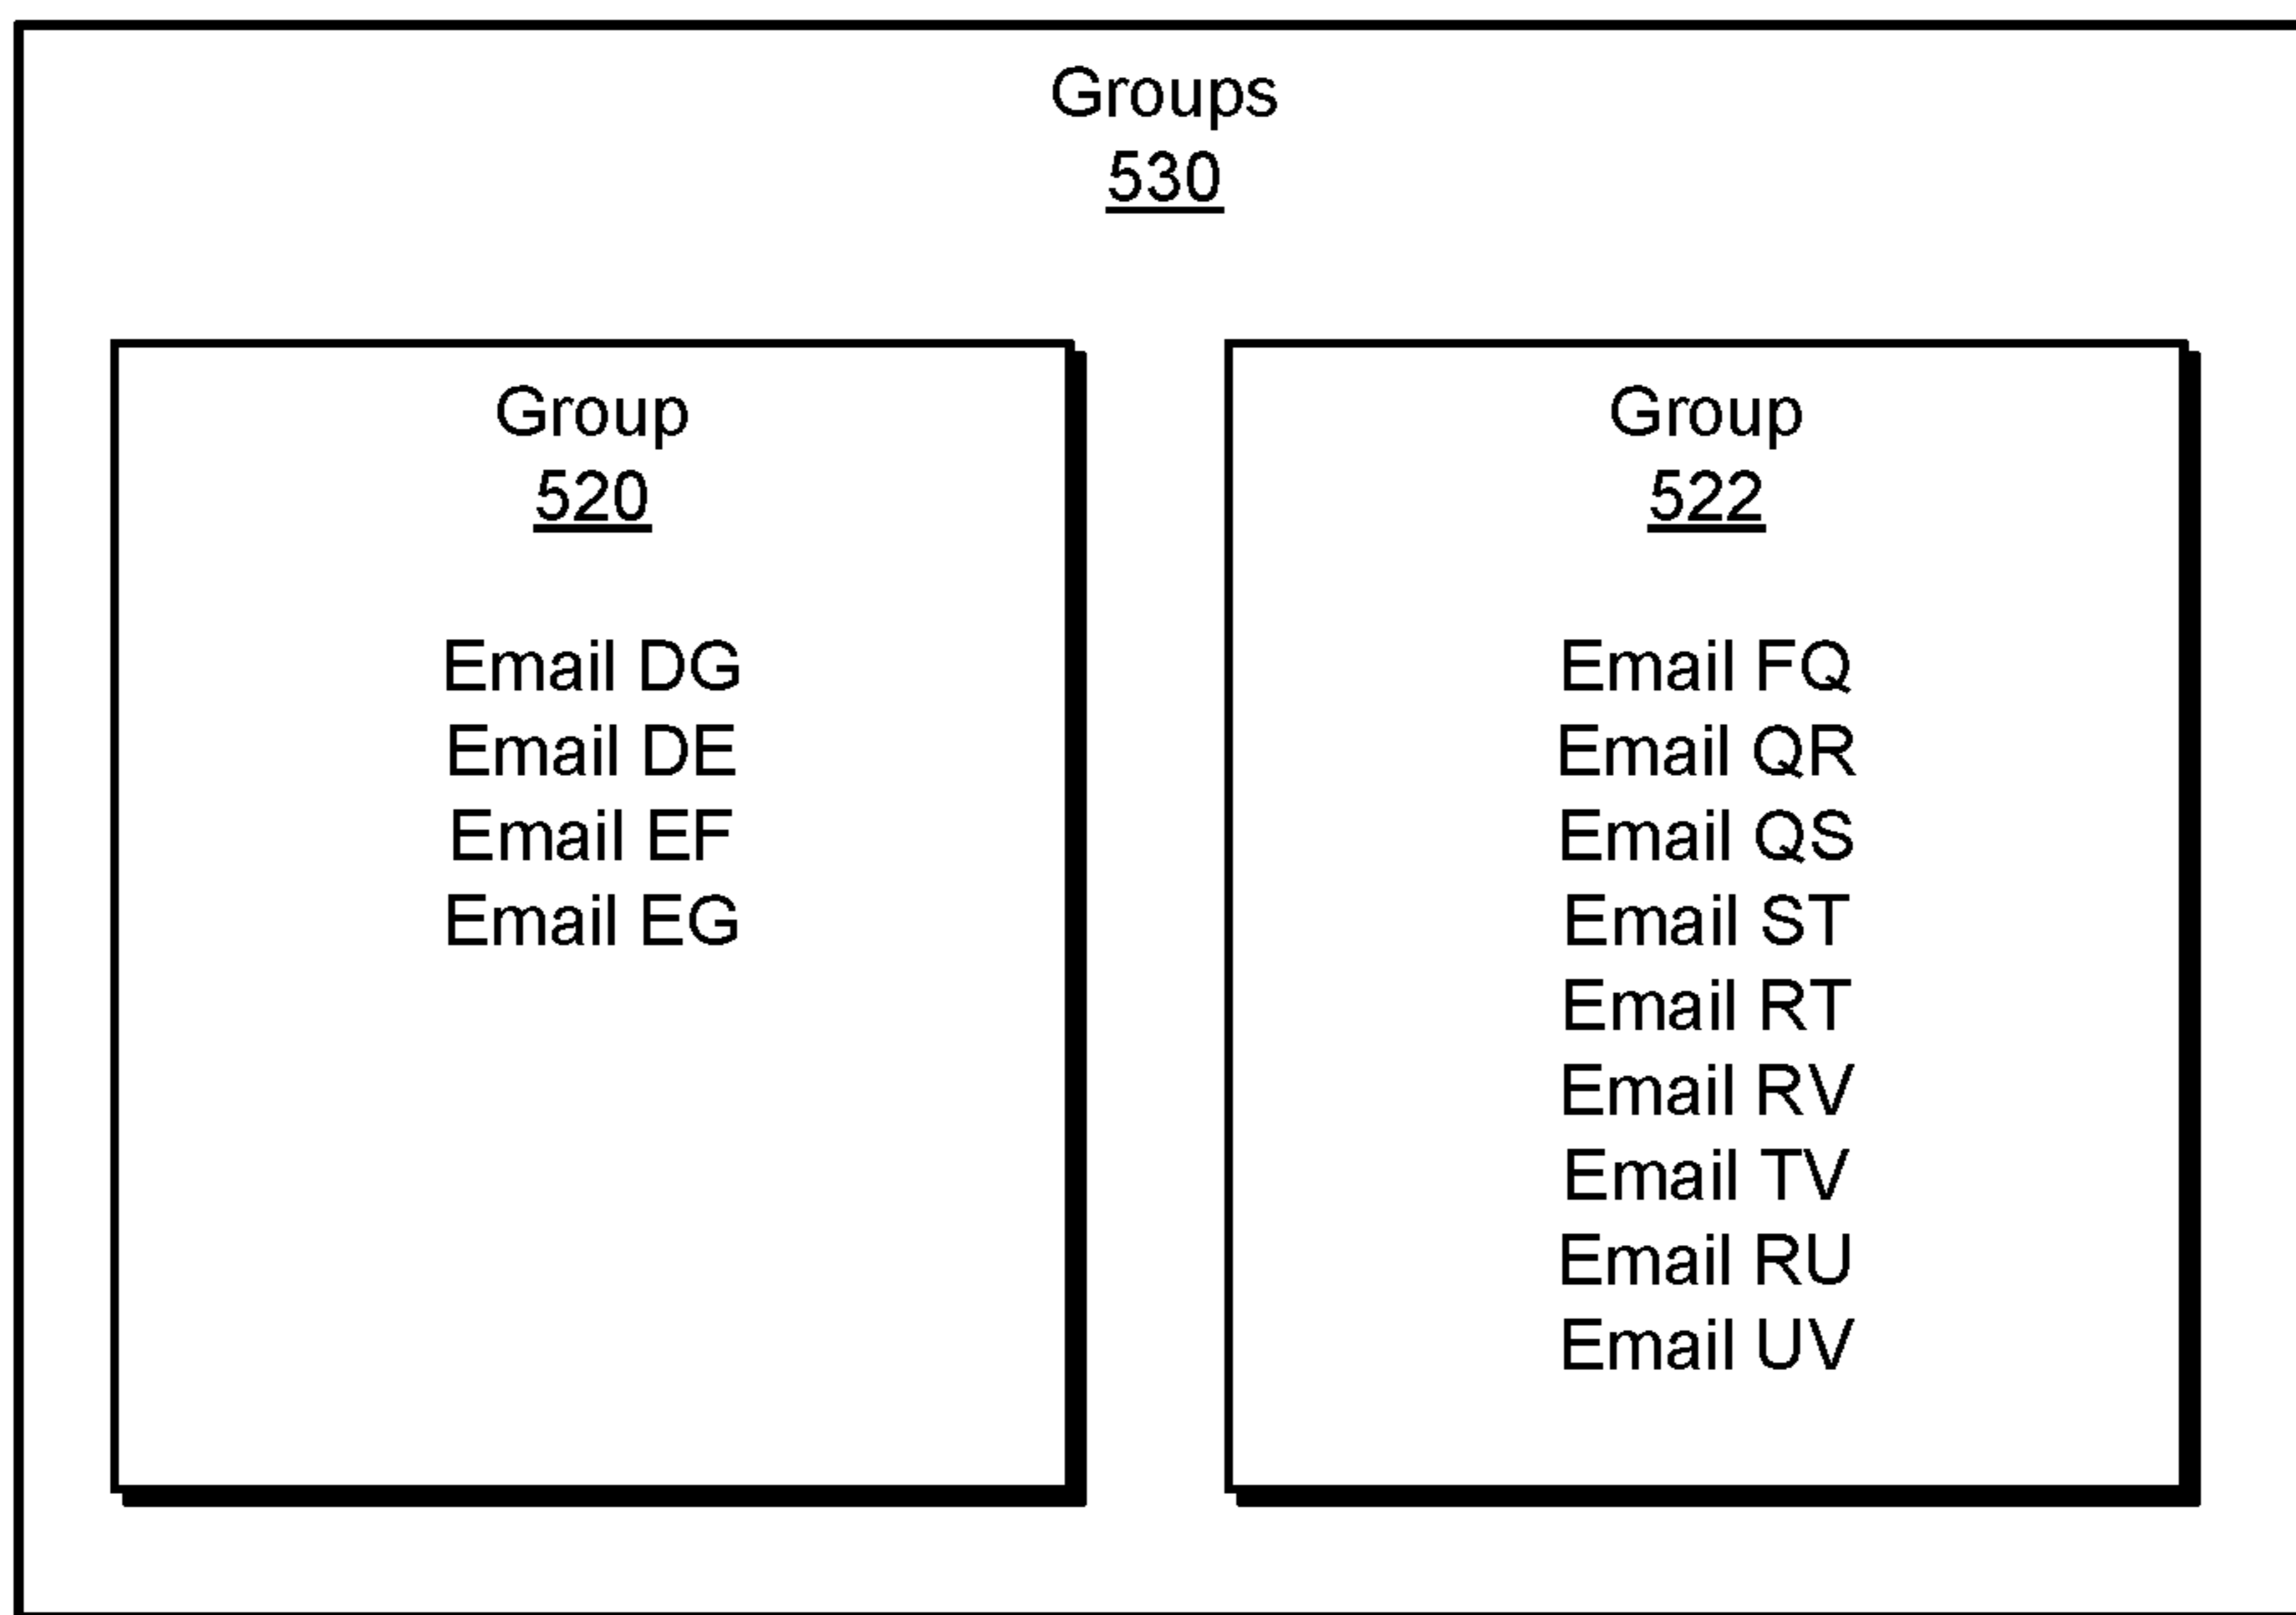 Groups
530
Group
520
Email DG
Email DE
Email EF
Email EG
Group
522
Email FQ
Email QR
Email QS
Email ST
Email RT
Email RV
Email TV
Email RU
Email UV